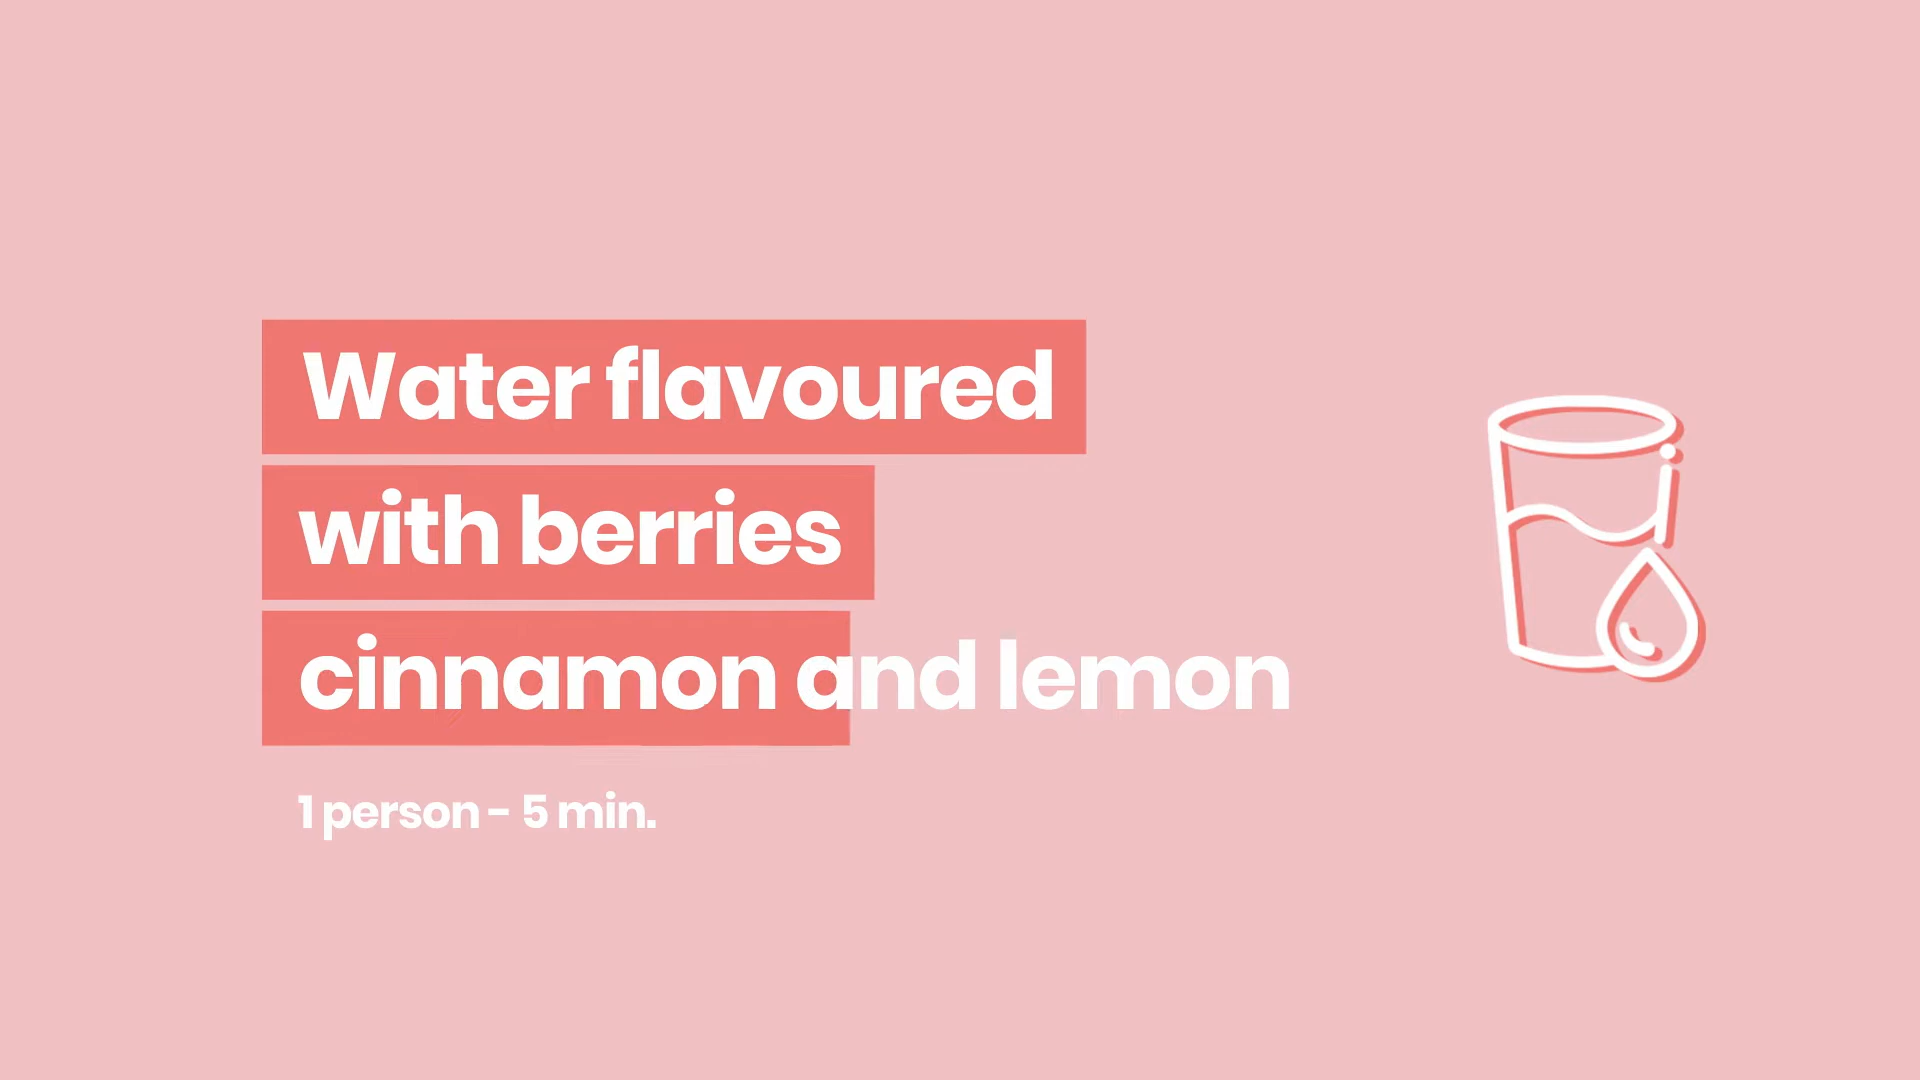 Water flavoured
with berries
cinnamon and lemon
1 person - 5 min.